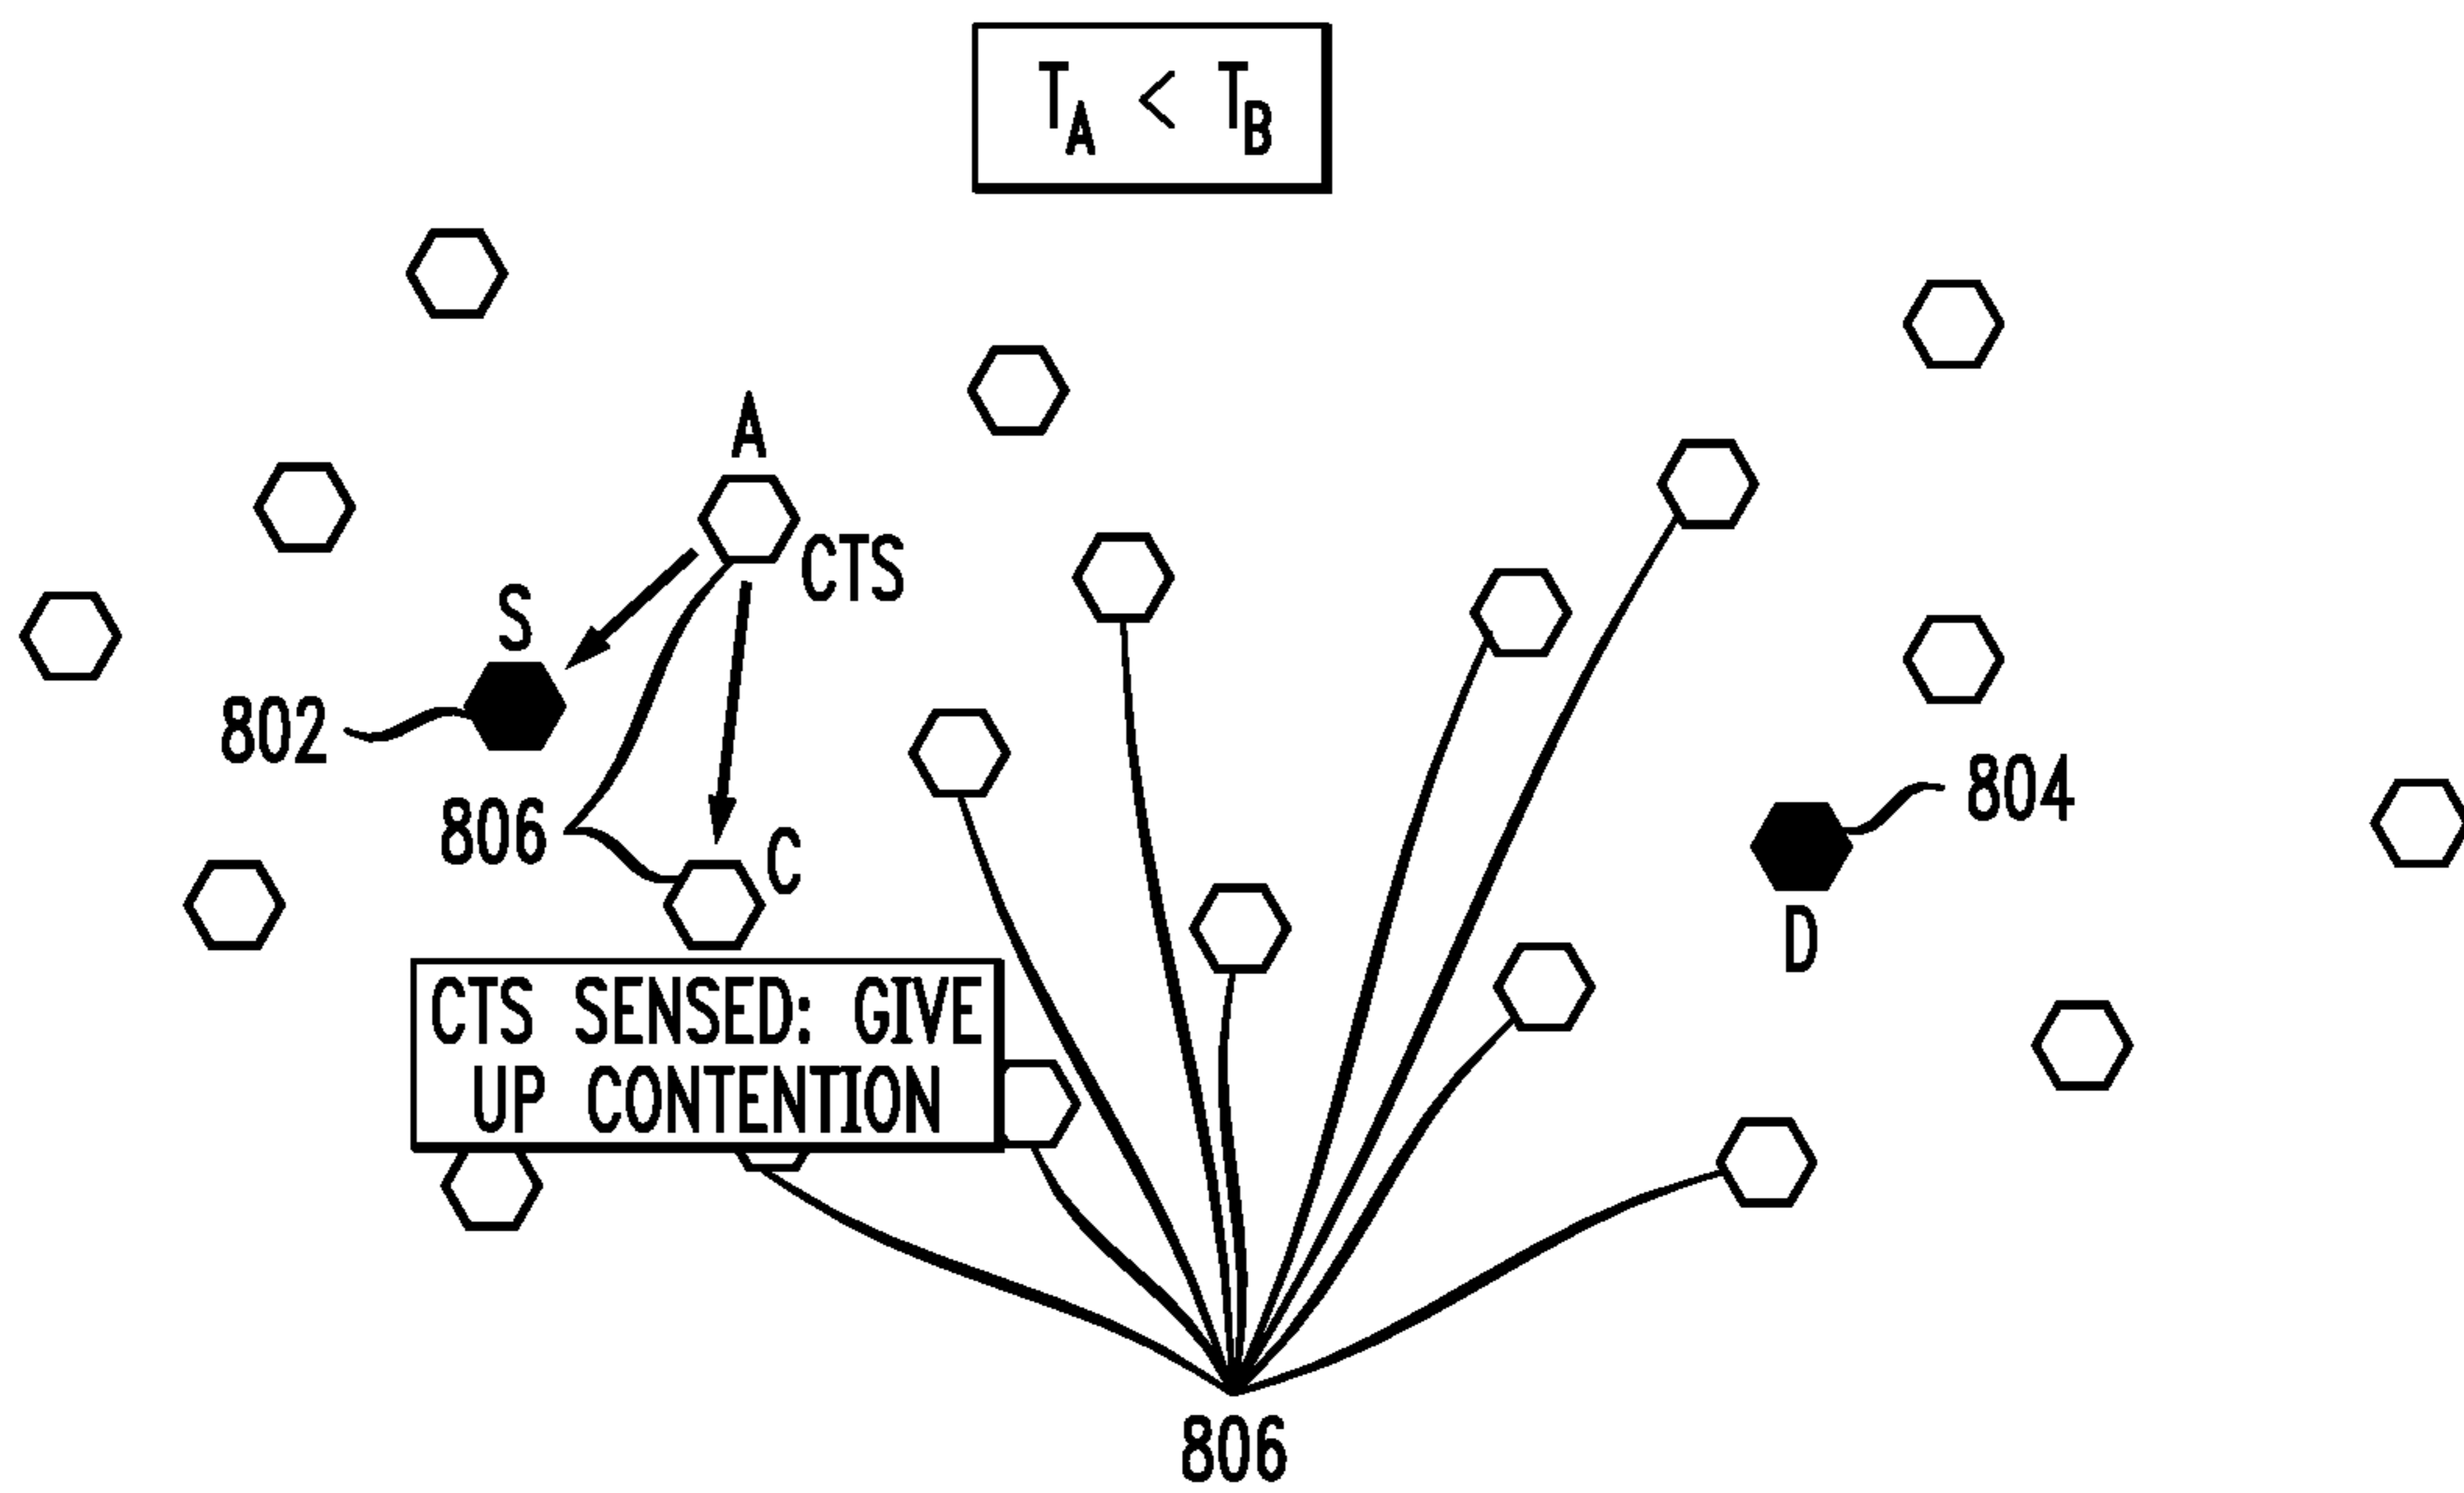 T_A < T_B
A
CTS
S
802
806
C
804
D
CTS SENSED: GIVE
UP CONTENTION
806